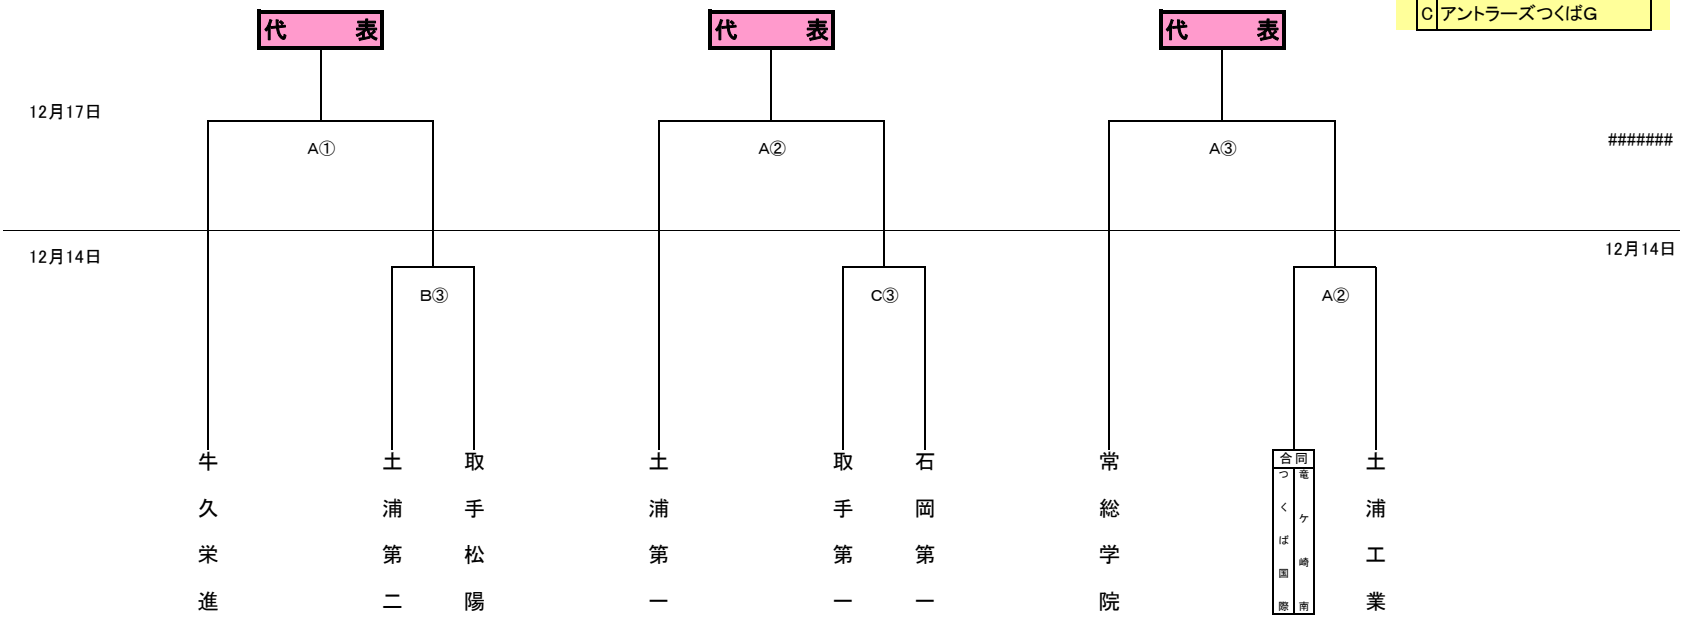 C アントラーズつくばG
代 表
代 表
代 表
12月17日
A①
A②
A③
#######
12月14日
12月14日
B③
C③
A②
牛久栄進
土浦第二
取手松陽
土浦第一
取手第一
石岡第一
常総学院
合同
つくば国際
竜ケ崎南
土浦工業